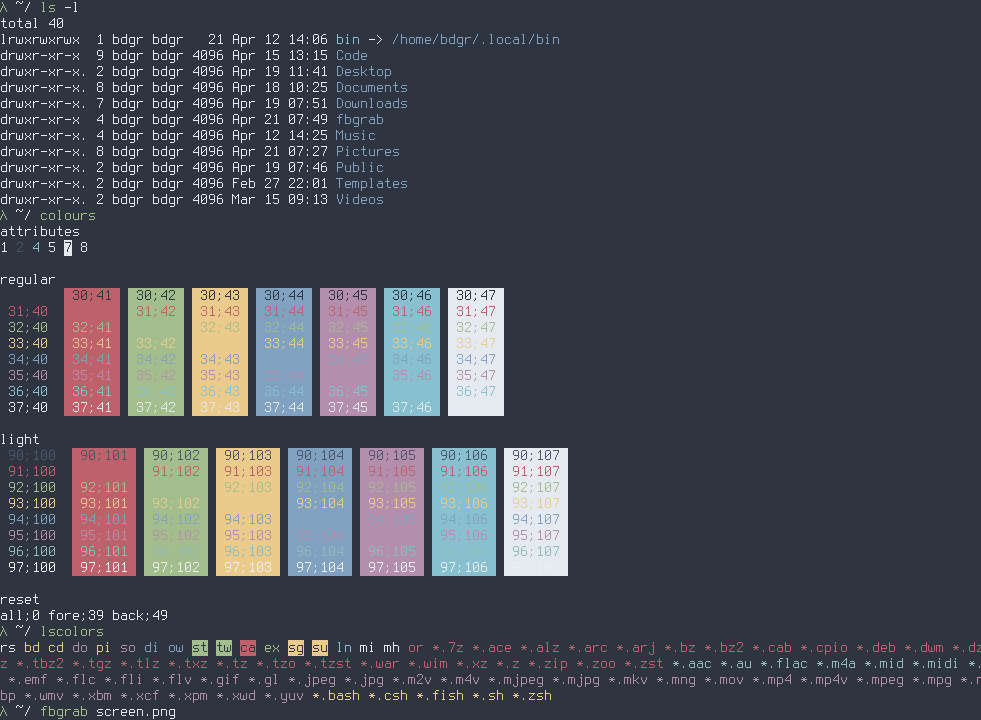 λ ~/ ls -l
total 40
lrwxrwxrwx  1 bdgr bdgr   21 Apr 12 14:06 bin -> /home/bdgr/.local/bin
drwxr-xr-x  9 bdgr bdgr 4096 Apr 15 13:15 Code
drwxr-xr-x. 2 bdgr bdgr 4096 Apr 19 11:41 Desktop
drwxr-xr-x. 8 bdgr bdgr 4096 Apr 18 10:25 Documents
drwxr-xr-x. 7 bdgr bdgr 4096 Apr 19 07:51 Downloads
drwxr-xr-x  4 bdgr bdgr 4096 Apr 21 07:49 fbgrab
drwxr-xr-x. 4 bdgr bdgr 4096 Apr 12 14:25 Music
drwxr-xr-x. 8 bdgr bdgr 4096 Apr 21 07:27 Pictures
drwxr-xr-x. 2 bdgr bdgr 4096 Apr 19 07:46 Public
drwxr-xr-x. 2 bdgr bdgr 4096 Feb 27 22:01 Templates
drwxr-xr-x. 2 bdgr bdgr 4096 Mar 15 09:13 Videos
λ ~/ colours
attributes
1 2 4 5 7 8
regular
30;41 30;42 30;43 30;44 30;45 30;46 30;47
31;40 31;42 31;43 31;44 31;45 31;46 31;47
32;40 32;41 32;43 32;44 32;45 32;46 32;47
33;40 33;41 33;42 33;44 33;45 33;46 33;47
34;40 34;41 34;42 34;43 34;45 34;46 34;47
35;40 35;41 35;42 35;43 35;44 35;46 35;47
36;40 36;41 36;42 36;43 36;44 36;45 36;47
37;40 37;41 37;42 37;43 37;44 37;45 37;46
light
90;100 90;101 90;102 90;103 90;104 90;105 90;106 90;107
91;100 91;102 91;103 91;104 91;105 91;106 91;107
92;100 92;101 92;103 92;104 92;105 92;106 92;107
93;100 93;101 93;102 93;104 93;105 93;106 93;107
94;100 94;101 94;102 94;103 94;105 94;106 94;107
95;100 95;101 95;102 95;103 95;104 95;106 95;107
96;100 96;101 96;102 96;103 96;104 96;105 96;107
97;100 97;101 97;102 97;103 97;104 97;105 97;106
reset
all;0 fore;39 back;49
λ ~/ lscolors
rs bd cd do pi so di ow st tw ca ex sg su ln mi mh or *.7z *.ace *.alz *.arc *.arj *.bz *.bz2 *.cab *.cpio *.deb *.dwm *.dz
z *.tbz2 *.tgz *.tlz *.txz *.tz *.tzo *.tzst *.war *.wim *.xz *.z *.zip *.zoo *.zst *.aac *.au *.flac *.m4a *.mid *.midi *.
*.emf *.flc *.fli *.flv *.gif *.gl *.jpeg *.jpg *.m2v *.m4v *.mjpeg *.mjpg *.mkv *.mng *.mov *.mp4 *.mp4v *.mpeg *.mpg *.n
bp *.wmv *.xbm *.xcf *.xpm *.xwd *.yuv *.bash *.csh *.fish *.sh *.zsh
λ ~/ fbgrab screen.png